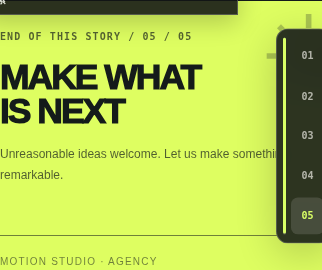 END OF THIS STORY / 05 / 05
MAKE WHAT
IS NEXT
Unreasonable ideas welcome. Let us make
remarkable.
MOTION STUDIO · AGENCY
01
02
03
04
05